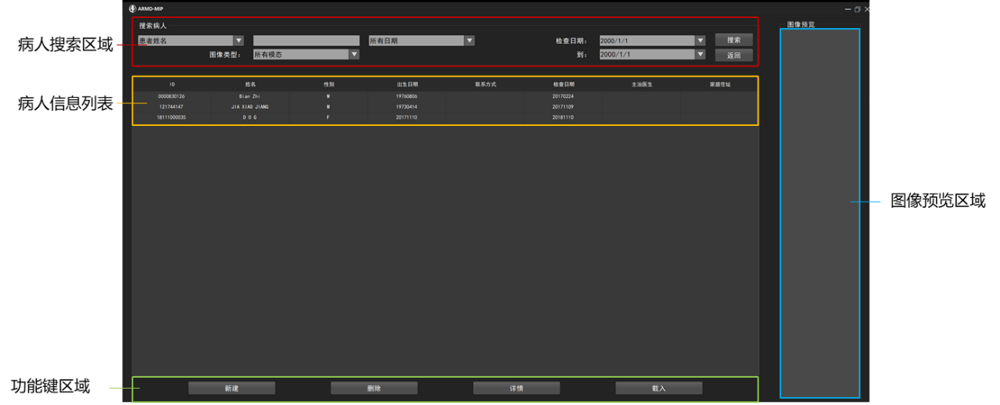 ARMD-MIP
搜索病人
图像预览
病人搜索区域
患者姓名 所有日期 检查日期: 2000/1/1 搜索
图像类型: 所有模态 到: 2000/1/1 返回
病人信息列表
ID 姓名 性别 出生日期 联系方式 检查日期 主治医生 家庭住址
0000830126 Bian Zhi M 19760806 20170224
121744147 JIA XIAO JIANG M 19730414 20171109
18111000035 D O G F 20171110 20181110
图像预览区域
功能键区域
新建 删除 详情 载入